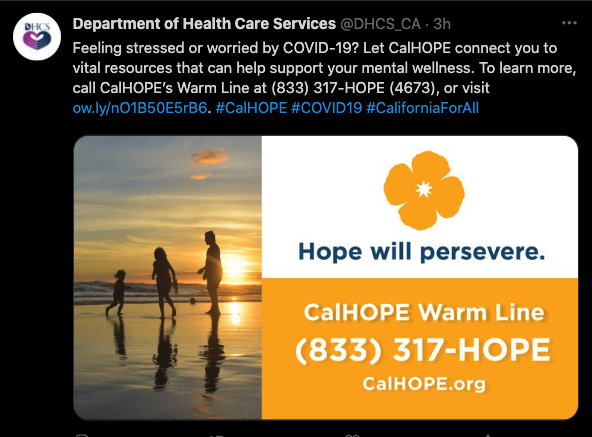 DHCS
Department of Health Care Services @DHCS_CA · 3h
Feeling stressed or worried by COVID-19? Let CalHOPE connect you to
vital resources that can help support your mental wellness. To learn more,
call CalHOPE's Warm Line at (833) 317-HOPE (4673), or visit
ow.ly/nO1B50E5rB6. #CalHOPE #COVID19 #CaliforniaForAll
Hope will persevere.
CalHOPE Warm Line
(833) 317-HOPE
CalHOPE.org